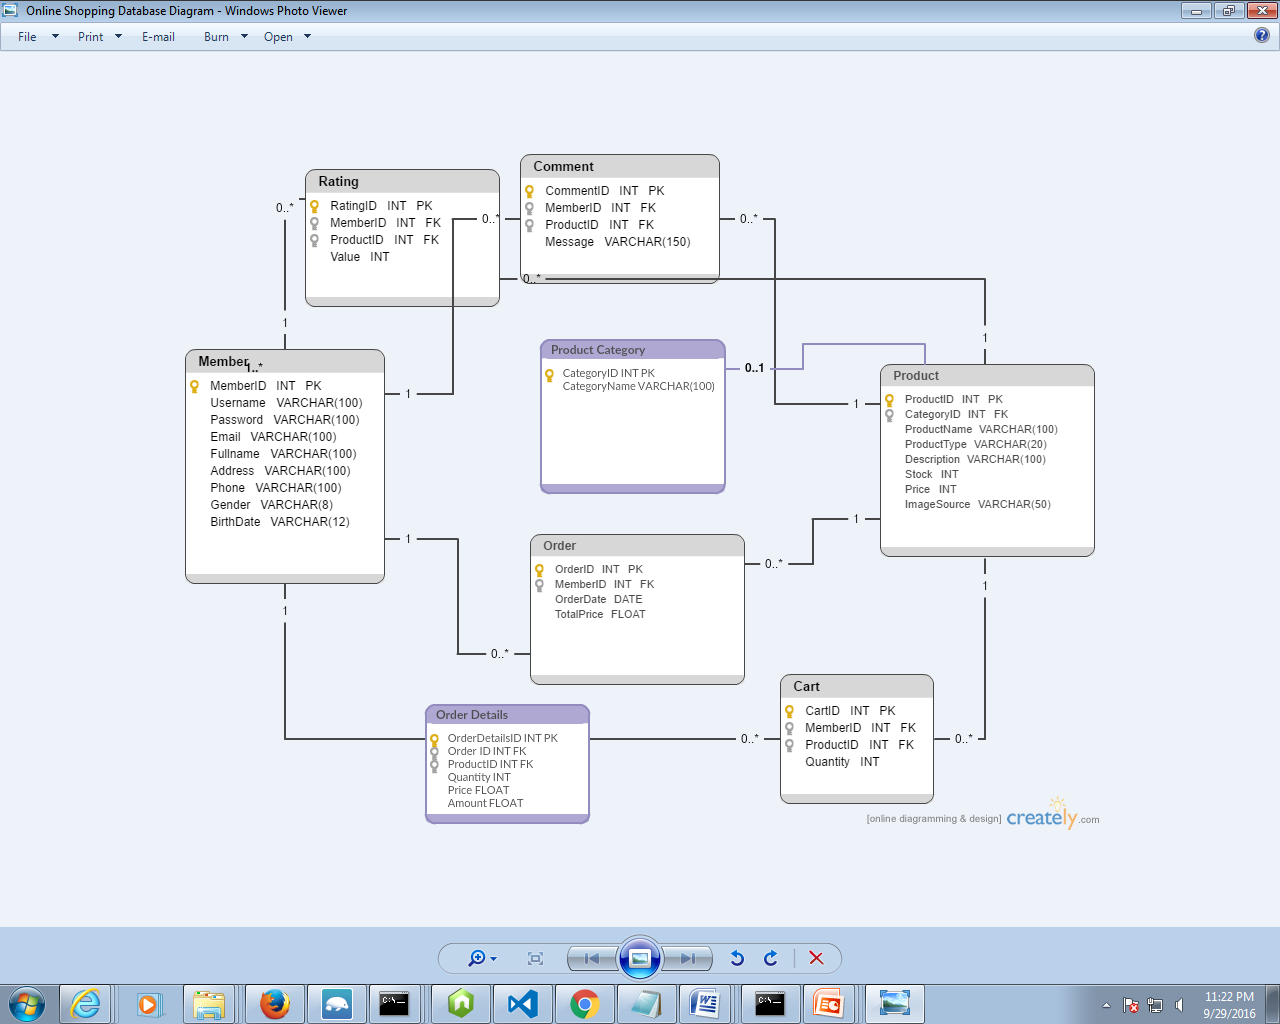 Online Shopping Database Diagram - Windows Photo Viewer
File Print E-mail Burn Open
Rating
RatingID INT PK
MemberID INT FK
ProductID INT FK
Value INT
Comment
CommentID INT PK
MemberID INT FK
ProductID INT FK
Message VARCHAR(150)
0..*
0..*
0..*
0..*
1
1
Member
1..*
MemberID INT PK
Username VARCHAR(100)
Password VARCHAR(100)
Email VARCHAR(100)
Fullname VARCHAR(100)
Address VARCHAR(100)
Phone VARCHAR(100)
Gender VARCHAR(8)
BirthDate VARCHAR(12)
1
Product Category
CategoryID INT PK
CategoryName VARCHAR(100)
0..1
Product
ProductID INT PK
CategoryID INT FK
ProductName VARCHAR(100)
ProductType VARCHAR(20)
Description VARCHAR(100)
Stock INT
Price INT
ImageSource VARCHAR(50)
1
1
1
Order
OrderID INT PK
MemberID INT FK
OrderDate DATE
TotalPrice FLOAT
0..*
0..*
1
1
Order Details
OrderDetailsID INT PK
Order ID INT FK
ProductID INT FK
Quantity INT
Price FLOAT
Amount FLOAT
0..*
Cart
CartID INT PK
MemberID INT FK
ProductID INT FK
Quantity INT
0..*
[online diagramming & design] creately.com
C:\._
C:\._
11:22 PM
9/29/2016